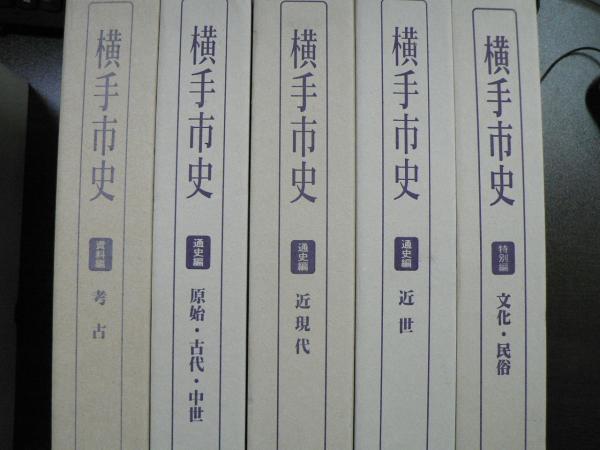 横手市史
資料編
考古
横手市史
通史編
原始・古代・中世
横手市史
通史編
近現代
横手市史
通史編
近世
横手市史
特別編
文化・民俗